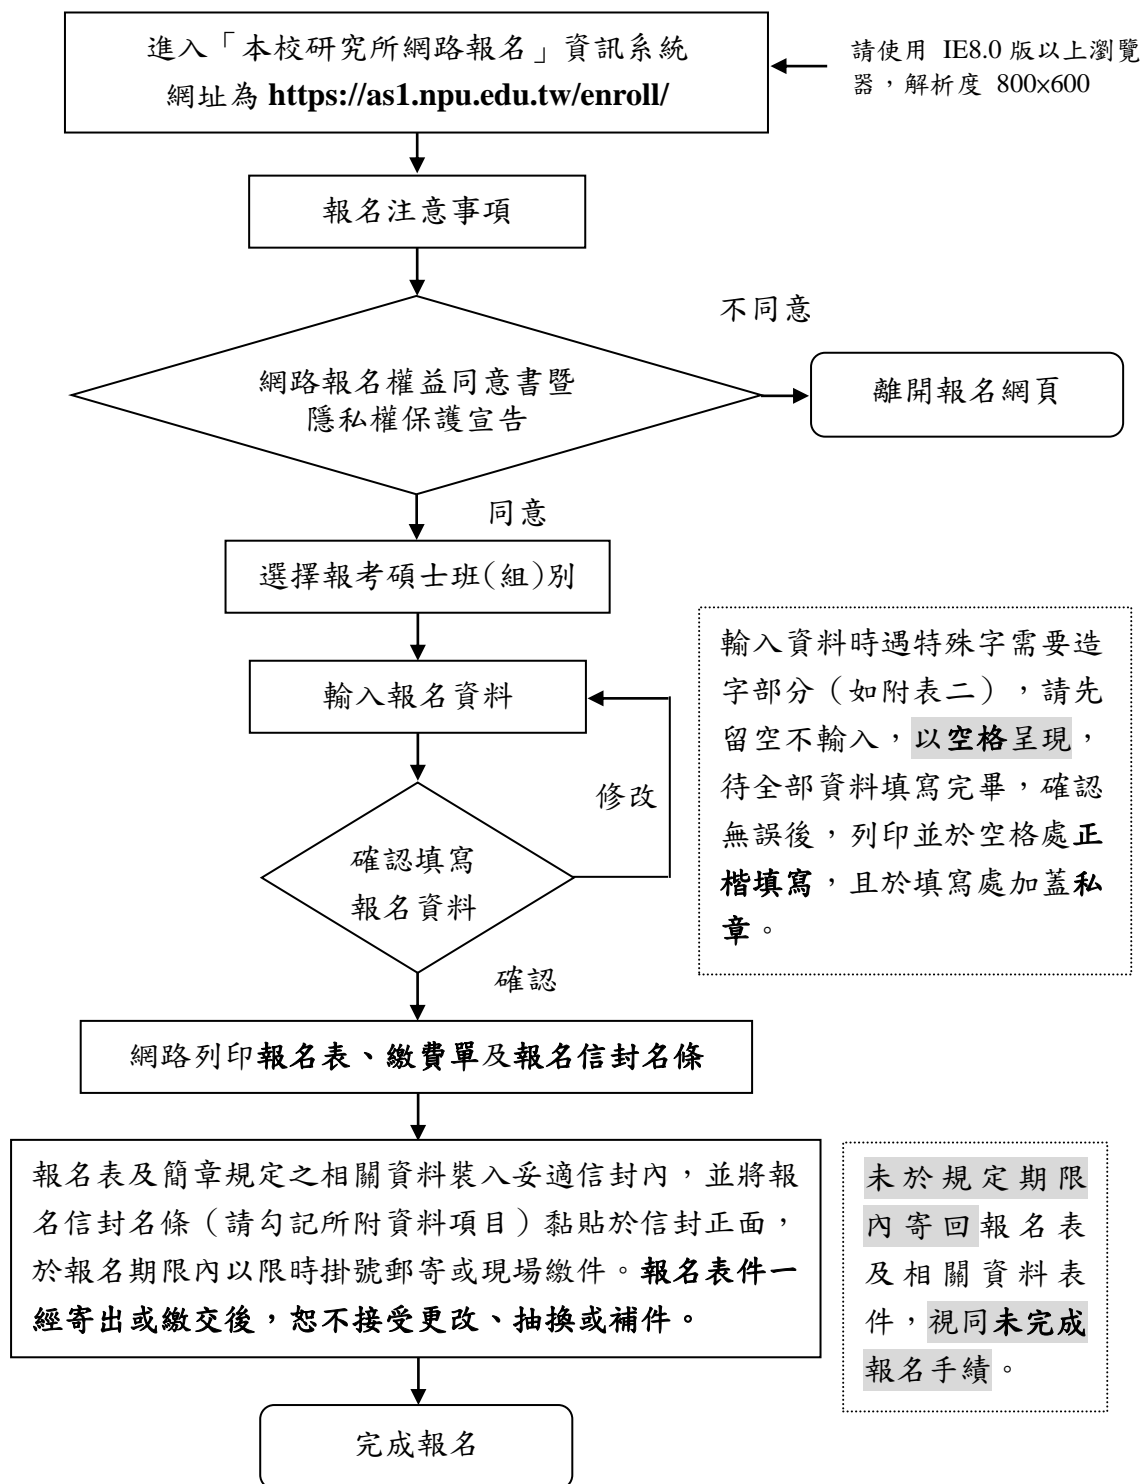 進入「本校研究所網路報名」資訊系統
網址為 https://as1.npu.edu.tw/enroll/
請使用 IE8.0 版以上瀏覽
器，解析度 800×600
報名注意事項
不同意
網路報名權益同意書暨
隱私權保護宣告
離開報名網頁
同意
選擇報考碩士班(組)別
輸入報名資料
修改
確認填寫
報名資料
輸入資料時遇特殊字需要造
字部分（如附表二），請先
留空不輸入，以空格呈現，
待全部資料填寫完畢，確認
無誤後，列印並於空格處正
楷填寫，且於填寫處加蓋私
章。
確認
網路列印報名表、繳費單及報名信封名條
報名表及簡章規定之相關資料裝入妥適信封內，並將報
名信封名條（請勾記所附資料項目）黏貼於信封正面，
於報名期限內以限時掛號郵寄或現場繳件。報名表件一
經寄出或繳交後，恕不接受更改、抽換或補件。
未於規定期限
內寄回報名表
及相關資料表
件，視同未完成
報名手續。
完成報名